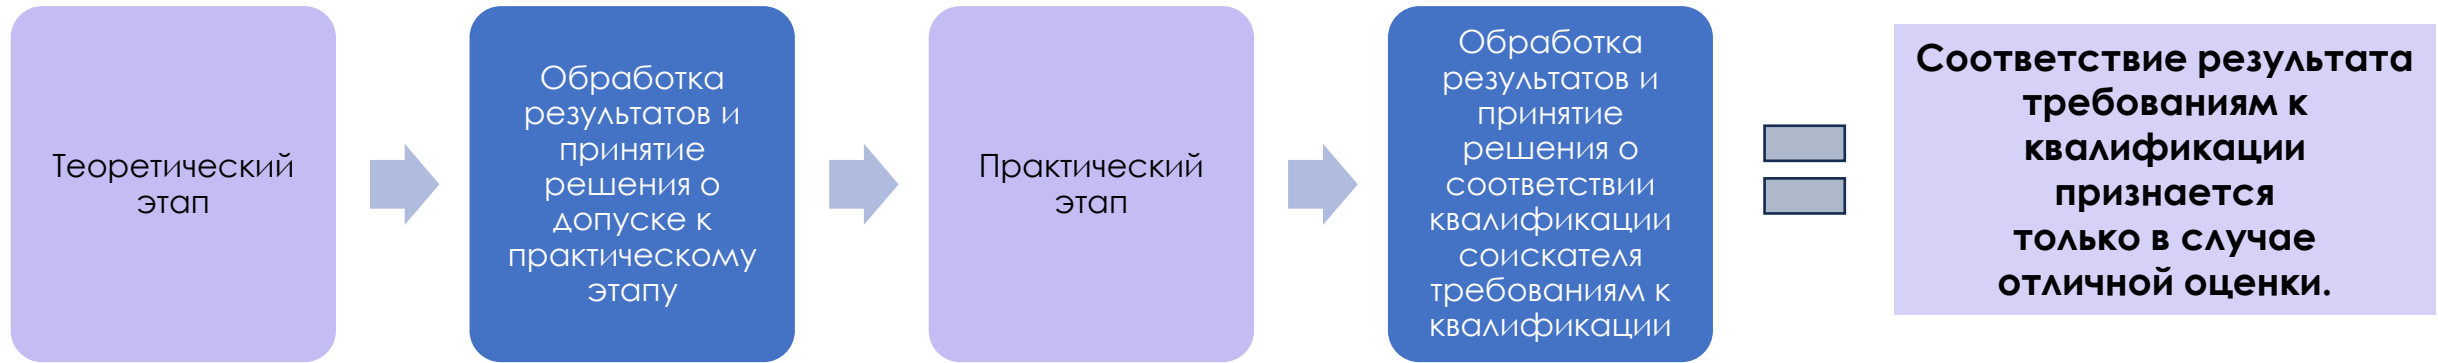 Теоретический
этап
Обработка
результатов и
принятие
решения о
допуске к
практическому
этапу
Практический
этап
Обработка
результатов и
принятие
решения о
соответствии
квалификации
соискателя
требованиям к
квалификации
Соответствие результата
требованиям к
квалификации
признается
только в случае
отличной оценки.